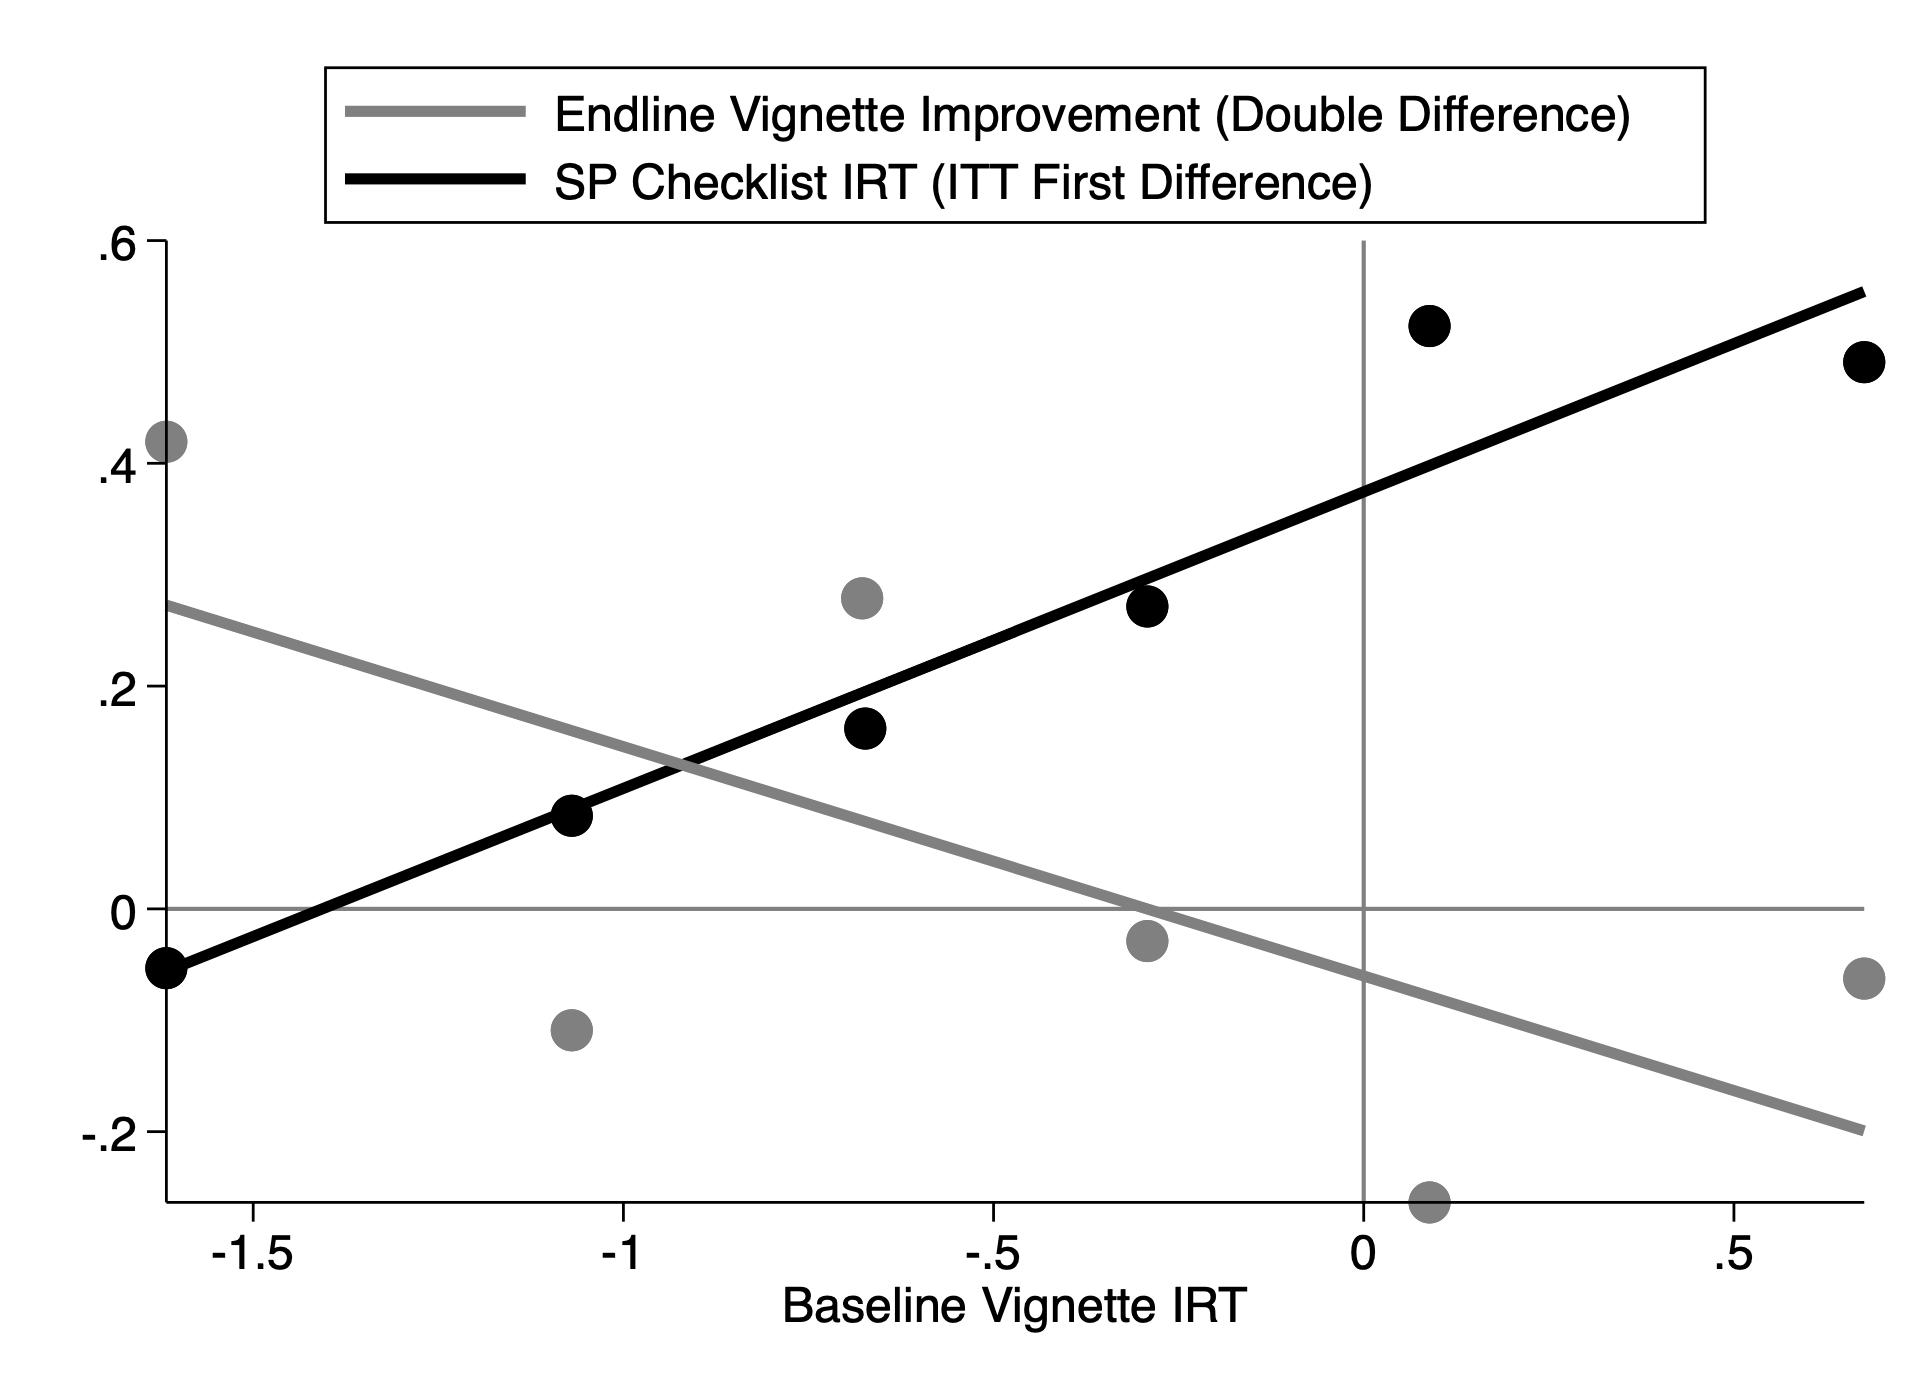 Endline Vignette Improvement (Double Difference)
SP Checklist IRT (ITT First Difference)
.6
.4
.2
0
-.2
-1.5 -1 -.5 0 .5
Baseline Vignette IRT